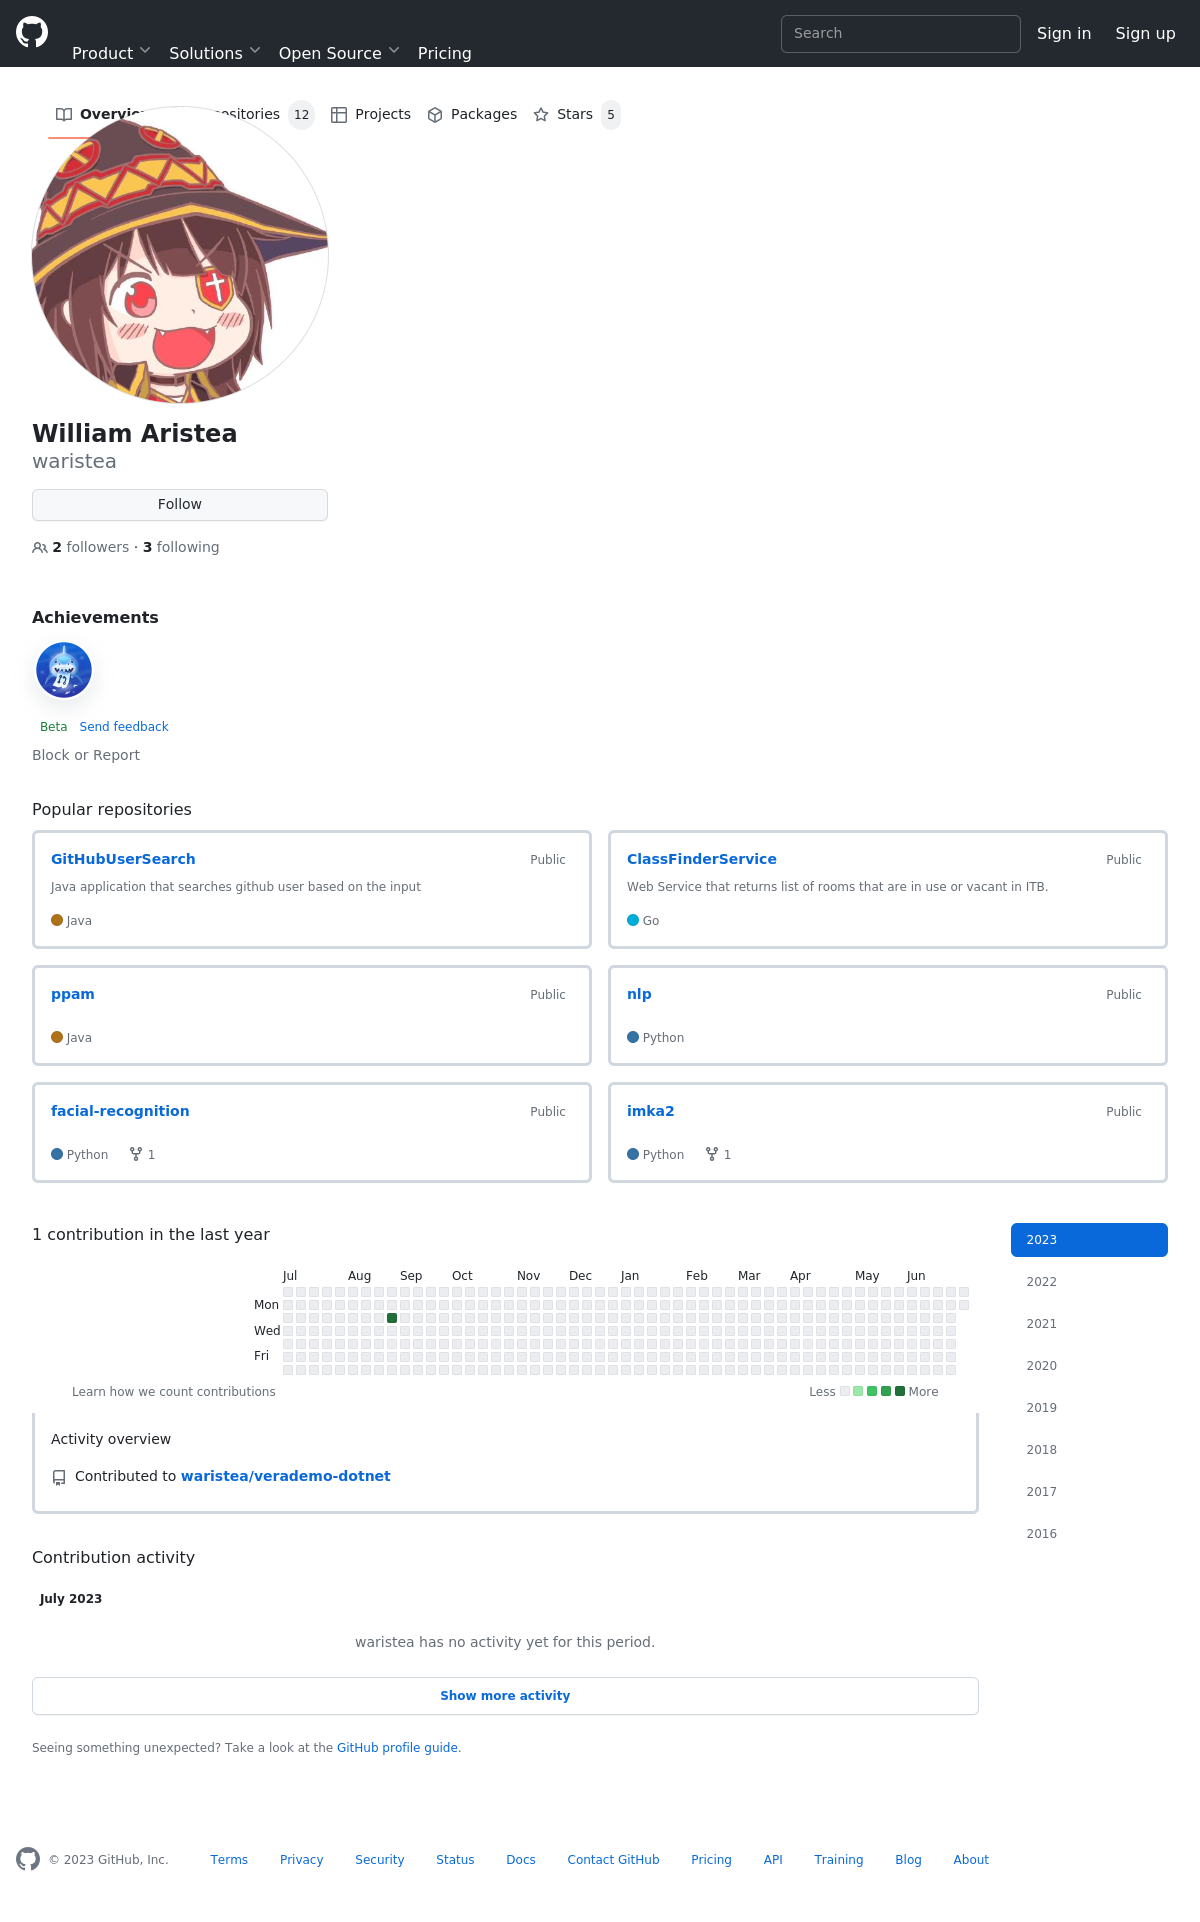 Product Solutions Open Source Pricing Search Sign in Sign up
Overview Repositories 12 Projects Packages Stars 5
William Aristea
waristea
Follow
2 followers · 3 following
Achievements
Beta Send feedback
Block or Report
Popular repositories
GitHubUserSearch Public
Java application that searches github user based on the input
Java
ClassFinderService Public
Web Service that returns list of rooms that are in use or vacant in ITB.
Go
ppam Public
Java
nlp Public
Python
facial-recognition Public
Python 1
imka2 Public
Python 1
1 contribution in the last year
Jul Aug Sep Oct Nov Dec Jan Feb Mar Apr May Jun
Mon
Wed
Fri
Learn how we count contributions Less More
2023
2022
2021
2020
2019
2018
2017
2016
Activity overview
Contributed to waristea/verademo-dotnet
Contribution activity
July 2023
waristea has no activity yet for this period.
Show more activity
Seeing something unexpected? Take a look at the GitHub profile guide.
© 2023 GitHub, Inc. Terms Privacy Security Status Docs Contact GitHub Pricing API Training Blog About